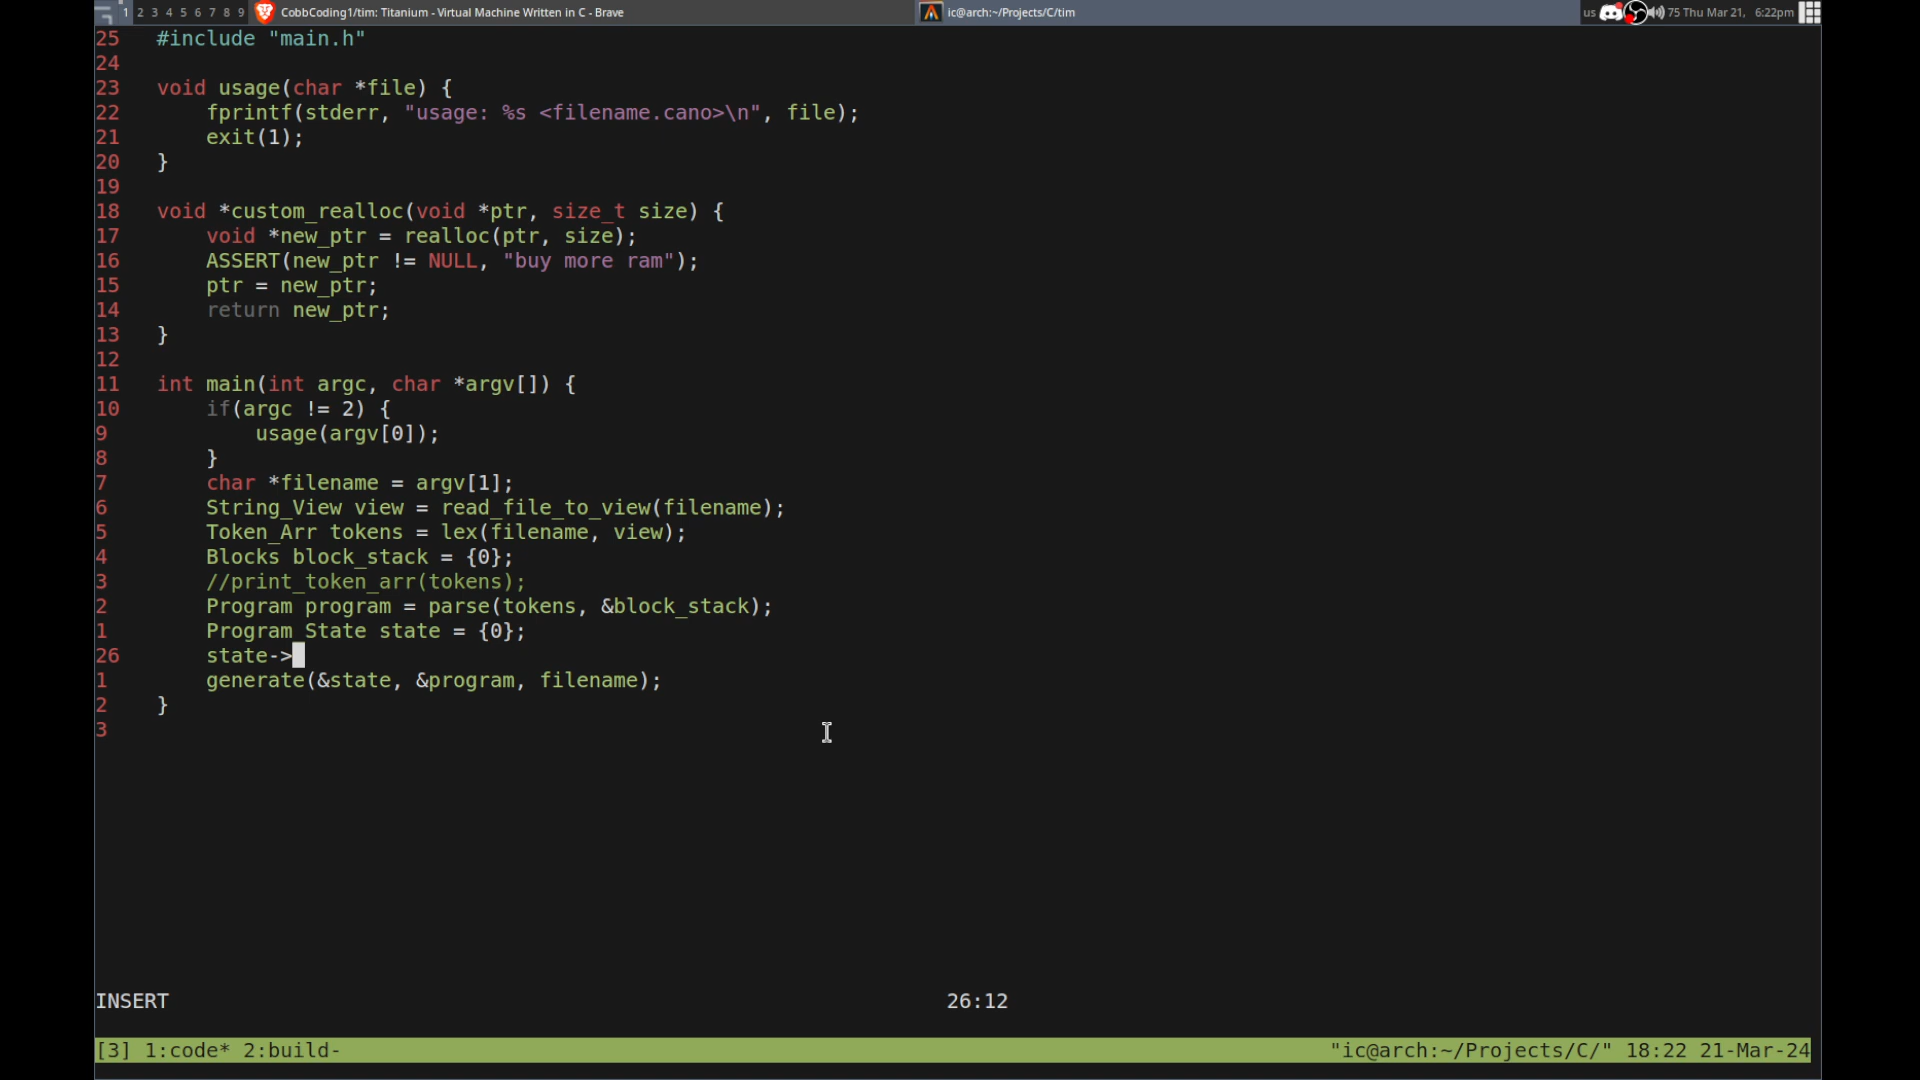 1 2 3 4 5 6 7 8 9 CobbCoding1/tim: Titanium - Virtual Machine Written in C - Brave ic@arch:~/Projects/C/tim us 75 Thu Mar 21, 6:22pm
25 #include "main.h"
24
23 void usage(char *file) {
22 fprintf(stderr, "usage: %s <filename.cano>\n", file);
21 exit(1);
20 }
19
18 void *custom_realloc(void *ptr, size_t size) {
17 void *new_ptr = realloc(ptr, size);
16 ASSERT(new_ptr != NULL, "buy more ram");
15 ptr = new_ptr;
14 return new_ptr;
13 }
12
11 int main(int argc, char *argv[]) {
10 if(argc != 2) {
9 usage(argv[0]);
8 }
7 char *filename = argv[1];
6 String_View view = read_file_to_view(filename);
5 Token_Arr tokens = lex(filename, view);
4 Blocks block_stack = {0};
3 //print_token_arr(tokens);
2 Program program = parse(tokens, &block_stack);
1 Program_State state = {0};
26 state->
1 generate(&state, &program, filename);
2 }
3
INSERT 26:12
[3] 1:code* 2:build- "ic@arch:~/Projects/C/" 18:22 21-Mar-24